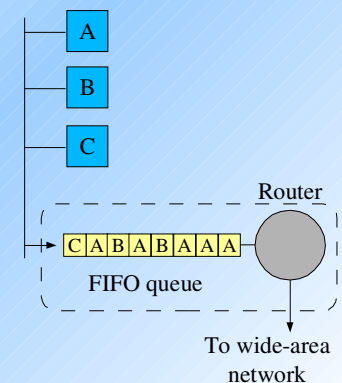 A
B
C
Router
C A B A B A A A
FIFO queue
To wide-area
network